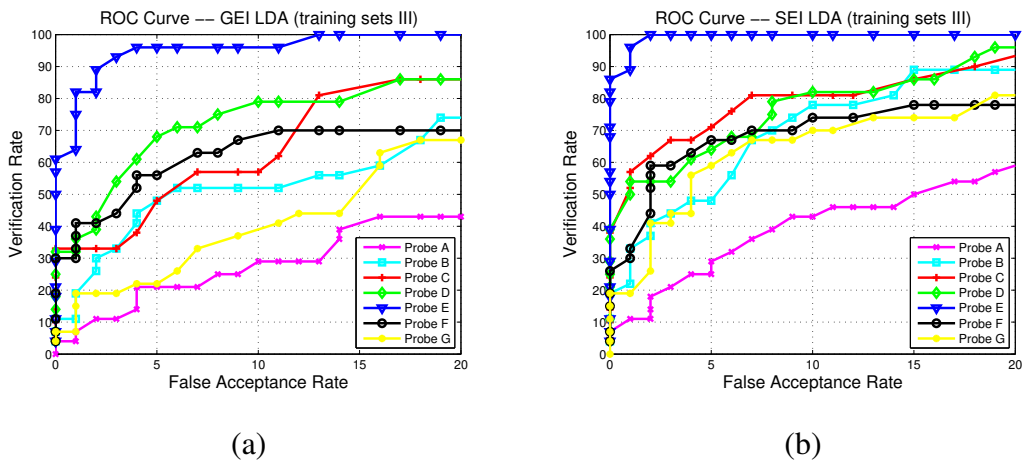 ROC Curve −− GEI LDA (training sets III)
100
90
80
70
60
50
40
30
20
10
0
Verification Rate
0 5 10 15 20
False Acceptance Rate
Probe A
Probe B
Probe C
Probe D
Probe E
Probe F
Probe G
(a)
ROC Curve −− SEI LDA (training sets III)
100
90
80
70
60
50
40
30
20
10
0
Verification Rate
0 5 10 15 20
False Acceptance Rate
Probe A
Probe B
Probe C
Probe D
Probe E
Probe F
Probe G
(b)